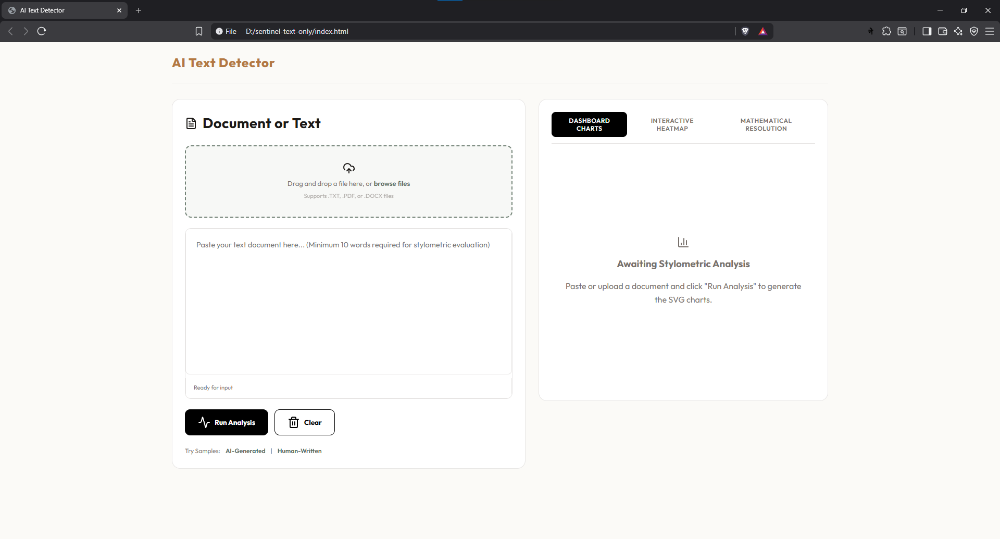 AI Text Detector
File D:/sentinel-text-only/index.html
ने
AI Text Detector
Document or Text
Drag and drop a file here, or browse files
Supports .TXT, .PDF, or .DOCX files
Paste your text document here... (Minimum 10 words required for stylometric evaluation)
Ready for input
Run Analysis
Clear
Try Samples: AI-Generated | Human-Written
DASHBOARD
CHARTS
INTERACTIVE
HEATMAP
MATHEMATICAL
RESOLUTION
Awaiting Stylometric Analysis
Paste or upload a document and click "Run Analysis" to generate
the SVG charts.